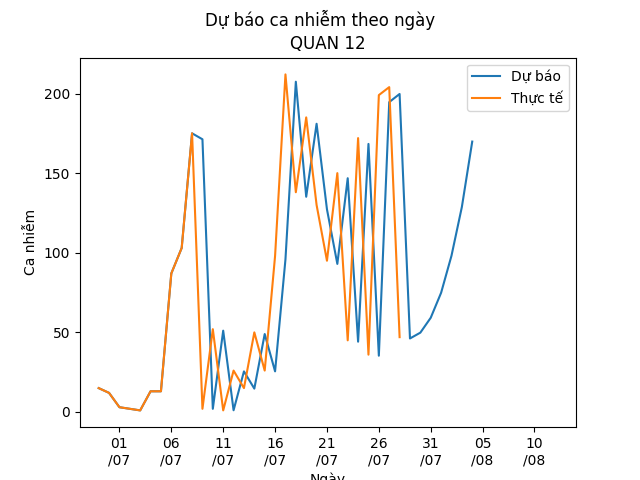 Dự báo ca nhiễm theo ngày
QUAN 12
Dự báo
Thực tế
Ca nhiễm
200
150
100
50
0
01 06 11 16 21 26 31 05 10
/07 /07 /07 /07 /07 /07 /07 /08 /08
Ngày